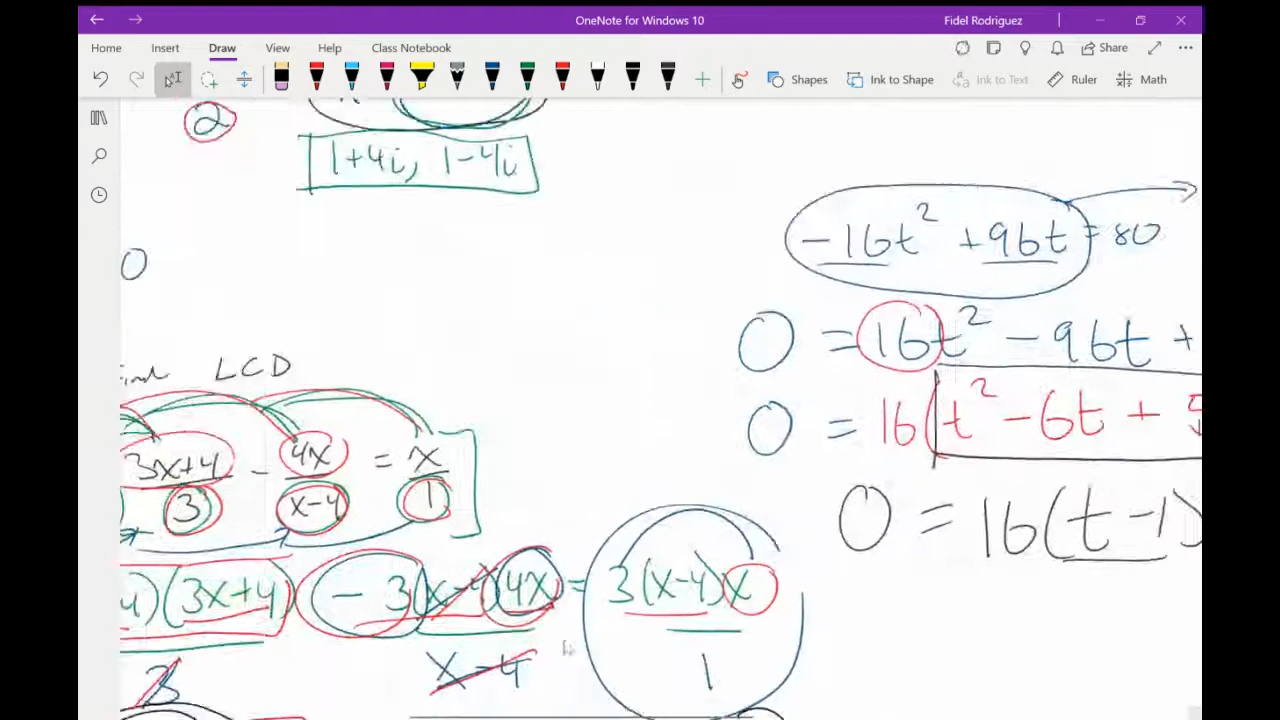 OneNote for Windows 10
Fidel Rodriguez
Home Insert Draw View Help Class Notebook
Share
Shapes Ink to Shape Ink to Text Ruler Math
2
1+4i, 1-4i
-16t² +96t = 80
0
0 = 16t² - 96t +
LCD
0 = 16(t² - 6t + 5
3x+4/3 - 4x/x-4 = x/1
0 = 16(t-1)
4)(3x+4) - 3(x-4)(4x) = 3(x-4)x
3 x-4 1